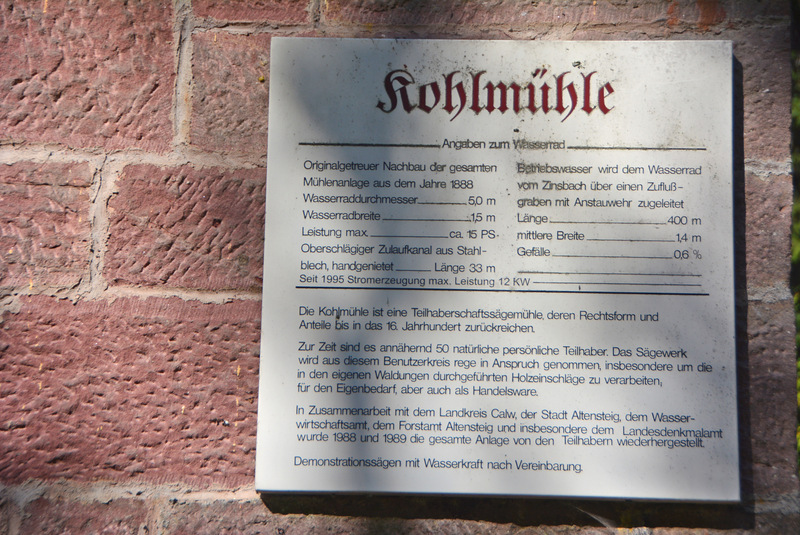 Kohlmühle
Angaben zum Wasserrad
Originalgetreuer Nachbau der gesamten
Mühlenanlage aus dem Jahre 1888
Wasserraddurchmesser 5,0 m
Wasserradbreite 1,5 m
Leistung max. ca. 15 PS
Oberschlägiger Zulaufkanal aus Stahl-
blech, handgenietet Länge 33 m
Seit 1995 Stromerzeugung max. Leistung 12 KW
Betriebswasser wird dem Wasserrad
vom Zinsbach über einen Zufluß-
graben mit Anstauwehr zugeleitet
Länge 400 m
mittlere Breite 1,4 m
Gefälle 0,6 %
Die Kohlmühle ist eine Teilhaberschaftssägemühle, deren Rechtsform und
Anteile bis in das 16. Jahrhundert zurückreichen.
Zur Zeit sind es annähernd 50 natürliche persönliche Teilhaber. Das Sägewerk
wird aus diesem Benutzerkreis rege in Anspruch genommen, insbesondere um die
in den eigenen Waldungen durchgeführten Holzeinschläge zu verarbeiten,
für den Eigenbedarf, aber auch als Handelsware.
In Zusammenarbeit mit dem Landkreis Calw, der Stadt Altensteig, dem Wasser-
wirtschaftsamt, dem Forstamt Altensteig und insbesondere dem Landesdenkmalamt
wurde 1988 und 1989 die gesamte Anlage von den Teilhabern wiederhergestellt.
Demonstrationssägen mit Wasserkraft nach Vereinbarung.